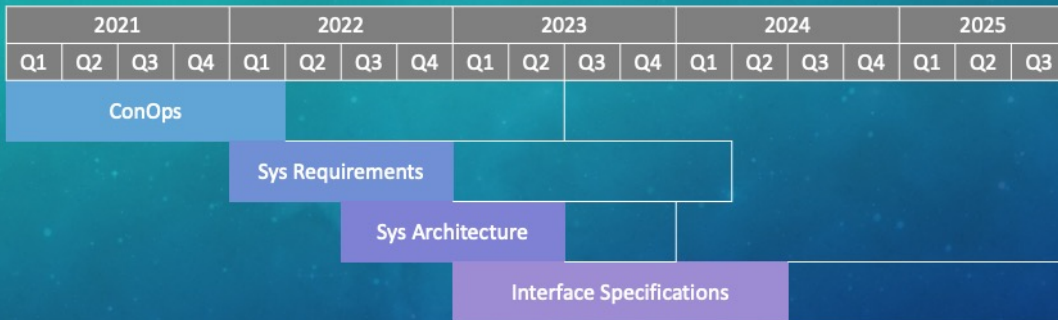 2021 2022 2023 2024 2025
Q1 Q2 Q3 Q4 Q1 Q2 Q3 Q4 Q1 Q2 Q3 Q4 Q1 Q2 Q3 Q4 Q1 Q2 Q3
ConOps
Sys Requirements
Sys Architecture
Interface Specifications